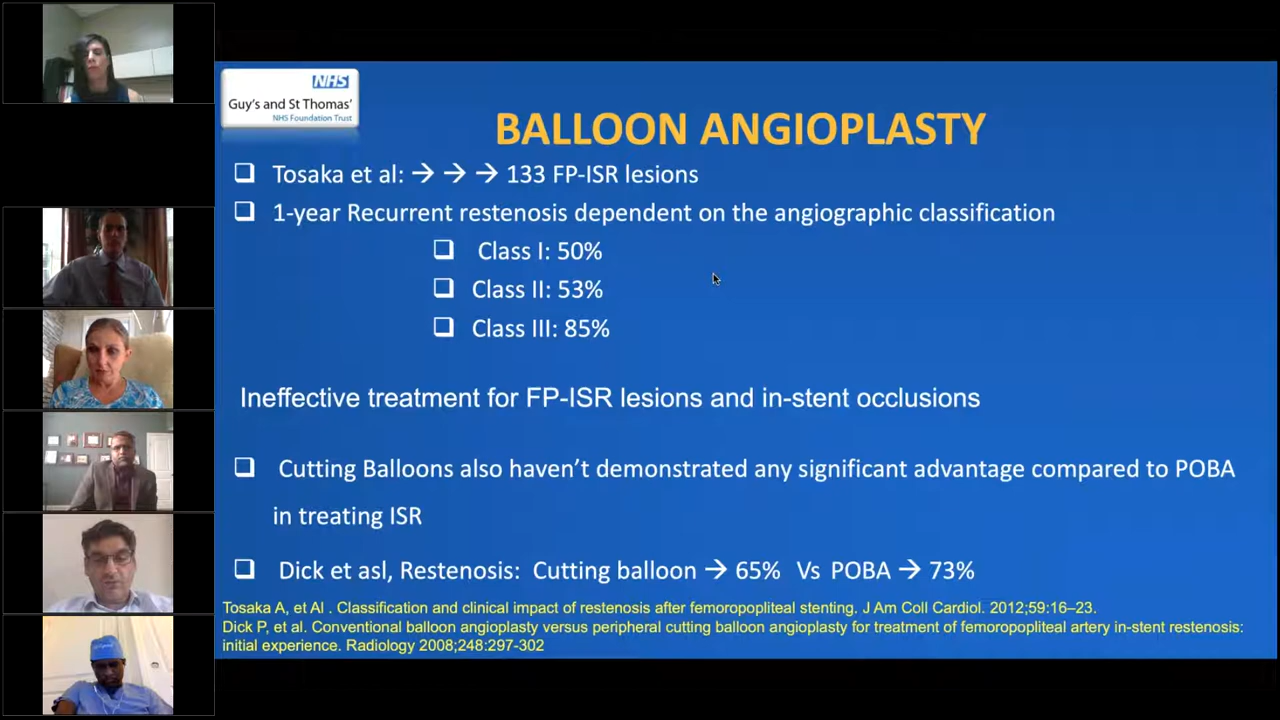 NHS
Guy's and St Thomas'
NHS Foundation Trust
BALLOON ANGIOPLASTY
Tosaka et al: → → → 133 FP-ISR lesions
1-year Recurrent restenosis dependent on the angiographic classification
Class I: 50%
Class II: 53%
Class III: 85%
Ineffective treatment for FP-ISR lesions and in-stent occlusions
Cutting Balloons also haven't demonstrated any significant advantage compared to POBA
in treating ISR
Dick et asl, Restenosis: Cutting balloon → 65% Vs POBA → 73%
Tosaka A, et Al . Classification and clinical impact of restenosis after femoropopliteal stenting. J Am Coll Cardiol. 2012;59:16–23.
Dick P, et al. Conventional balloon angioplasty versus peripheral cutting balloon angioplasty for treatment of femoropopliteal artery in-stent restenosis:
initial experience. Radiology 2008;248:297-302